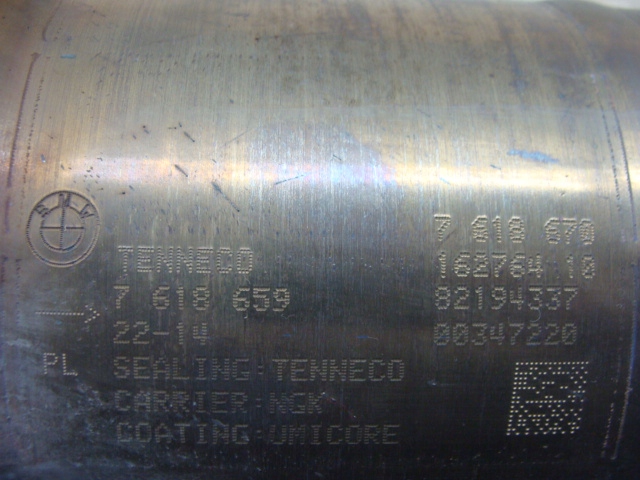 BMW
TENNECO
7 618 659
22-14
PL
SEALING:TENNECO
CARRIER:NGK
COATING:UMICORE
7 618 670
162764 10
82194337
00347220